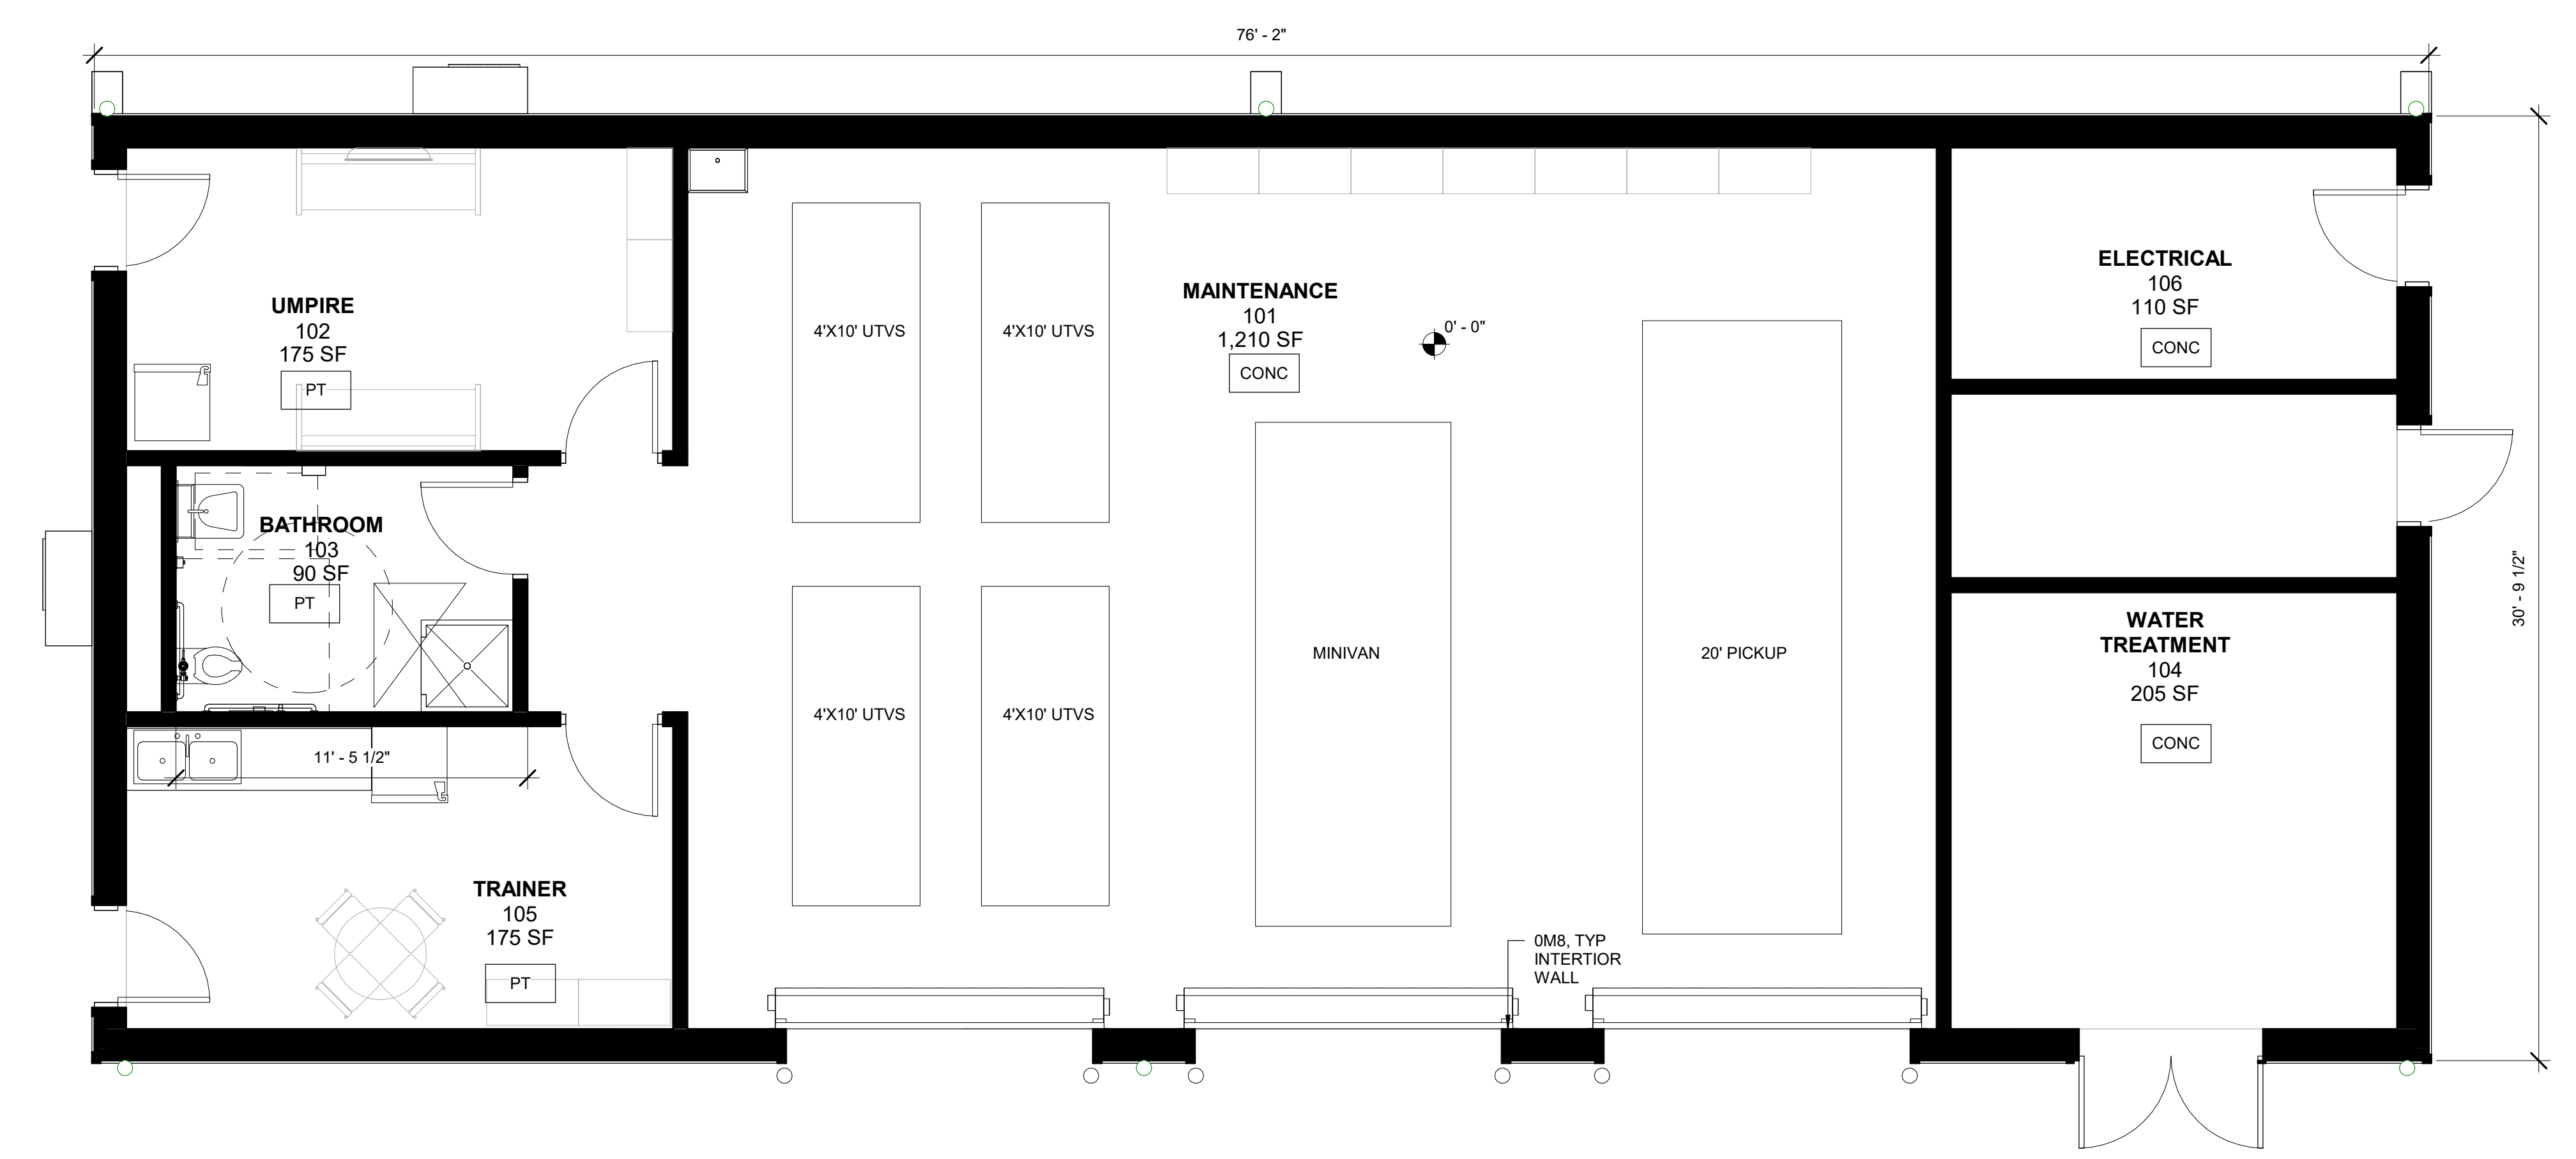 76' - 2"
UMPIRE
102
175 SF
PT
BATHROOM
103
90 SF
PT
11' - 5 1/2"
TRAINER
105
175 SF
PT
4'X10' UTVS
4'X10' UTVS
4'X10' UTVS
4'X10' UTVS
MAINTENANCE
101
1,210 SF
CONC
0' - 0"
MINIVAN
20' PICKUP
0M8, TYP
INTERTIOR
WALL
ELECTRICAL
106
110 SF
CONC
WATER
TREATMENT
104
205 SF
CONC
30' - 9 1/2"